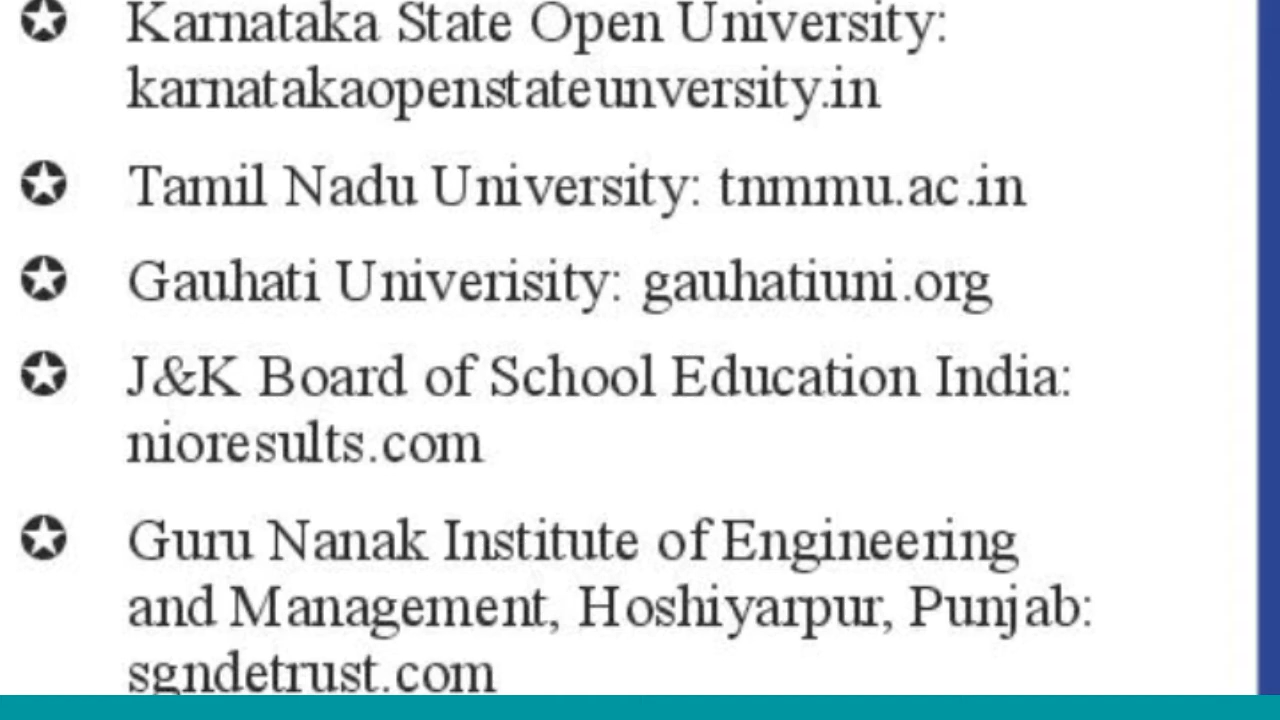 Karnataka State Open University:
karnatakaopenstateunversity.in
Tamil Nadu University: tnmmu.ac.in
Gauhati Univerisity: gauhatiuni.org
J&K Board of School Education India:
nioresults.com
Guru Nanak Institute of Engineering
and Management, Hoshiyarpur, Punjab:
sgndetrust.com